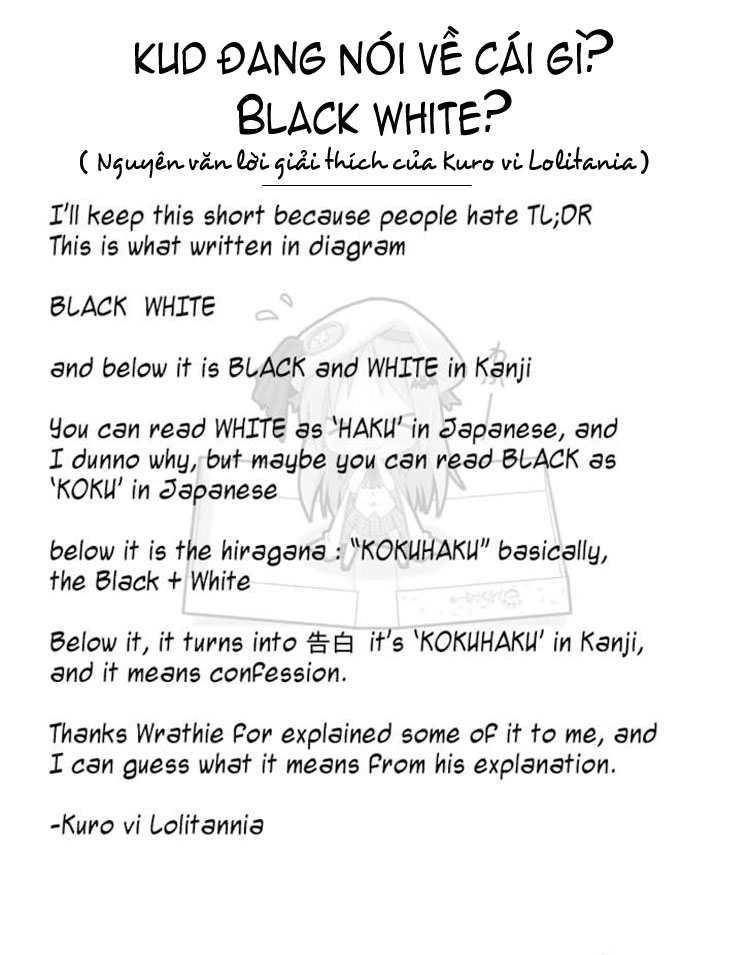 KUD ĐANG NÓI VỀ CÁI GÌ?
BLACK WHITE?
( Nguyên văn lời giải thích của Kuro vi Lolitania )
I'll keep this short because people hate TL;DR
This is what written in diagram
BLACK WHITE
and below it is BLACK and WHITE in Kanji
You can read WHITE as 'HAKU' in Japanese, and
I dunno why, but maybe you can read BLACK as
'KOKU' in Japanese
below it is the hiragana : "KOKUHAKU" basically,
the Black + White
Below it, it turns into 告白 it's 'KOKUHAKU' in Kanji,
and it means confession.
Thanks Wrathie for explained some of it to me, and
I can guess what it means from his explanation.
-Kuro vi Lolitannia